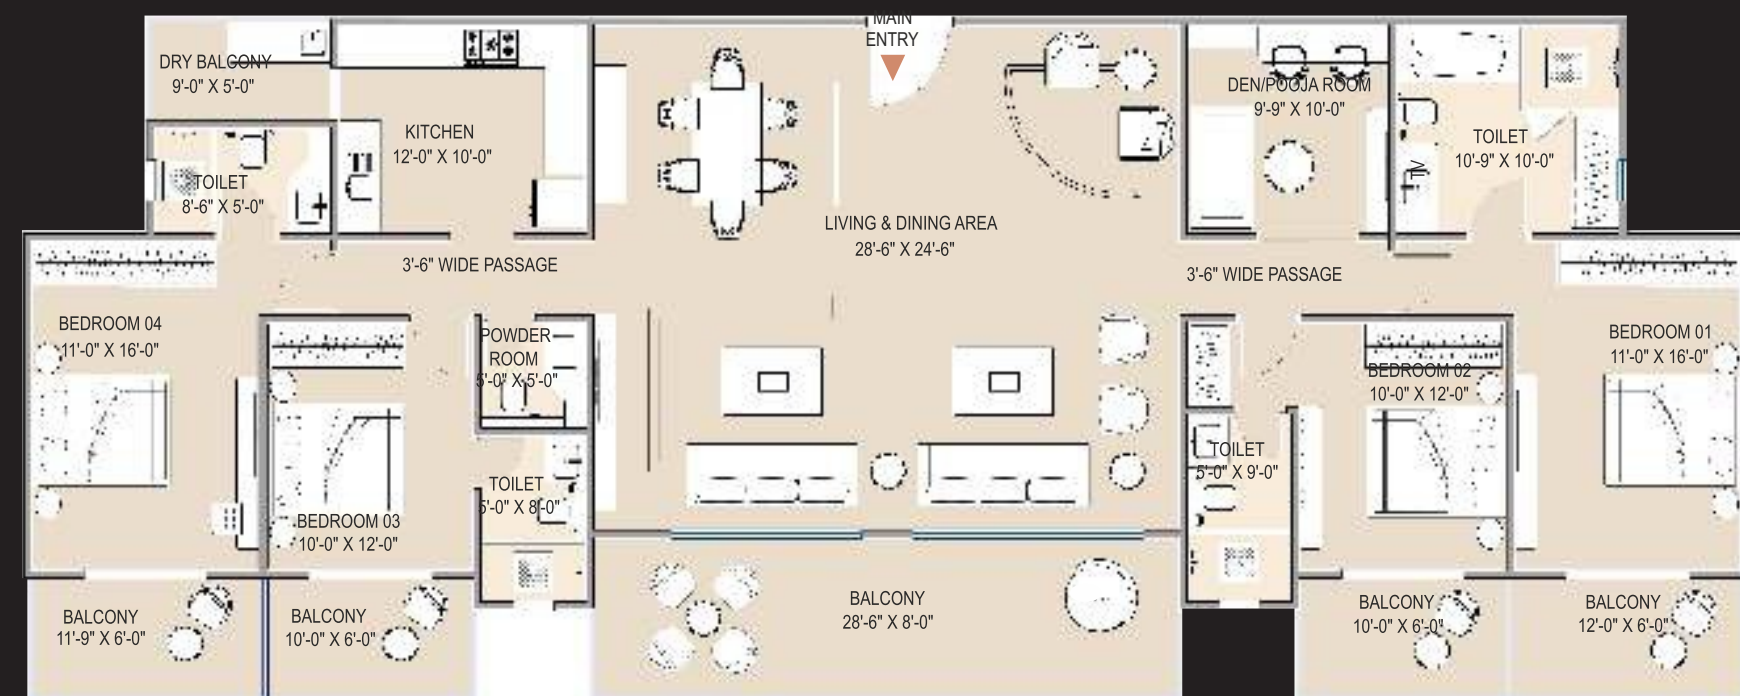 MAIN
ENTRY
DRY BALCONY
9'-0" X 5'-0"
KITCHEN
12'-0" X 10'-0"
DEN/POOJA ROOM
9'-9" X 10'-0"
TOILET
10'-9" X 10'-0"
TV
TOILET
8'-6" X 5'-0"
LIVING & DINING AREA
28'-6" X 24'-6"
3'-6" WIDE PASSAGE
3'-6" WIDE PASSAGE
BEDROOM 04
11'-0" X 16'-0"
POWDER
ROOM
5'-0" X 5'-0"
BEDROOM 02
10'-0" X 12'-0"
BEDROOM 01
11'-0" X 16'-0"
TOILET
5'-0" X 9'-0"
TOILET
5'-0" X 8'-0"
BEDROOM 03
10'-0" X 12'-0"
BALCONY
11'-9" X 6'-0"
BALCONY
10'-0" X 6'-0"
BALCONY
28'-6" X 8'-0"
BALCONY
10'-0" X 6'-0"
BALCONY
12'-0" X 6'-0"